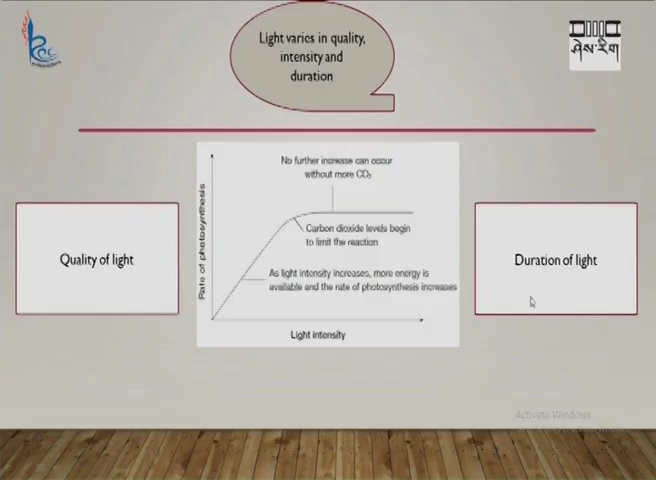 Light varies in quality,
intensity and
duration
ཤེས་རིག
Quality of light
No further increase can occur
without more CO₂
Carbon dioxide levels begin
to limit the reaction
As light intensity increases, more energy is
available and the rate of photosynthesis increases
Rate of photosynthesis
Light intensity
Duration of light
Activate Windows